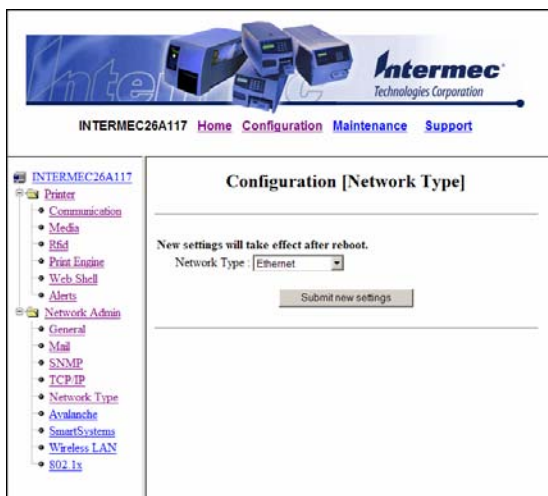 Intermec
Intermec
Technologies Corporation
INTERMEC26A117 Home Configuration Maintenance Support
INTERMEC26A117
Printer
Communication
Media
Rfid
Print Engine
Web Shell
Alerts
Network Admin
General
Mail
SNMP
TCP/IP
Network Type
Avalanche
SmartSystems
Wireless LAN
802.1x
Configuration [Network Type]
New settings will take effect after reboot.
Network Type : Ethernet
Submit new settings